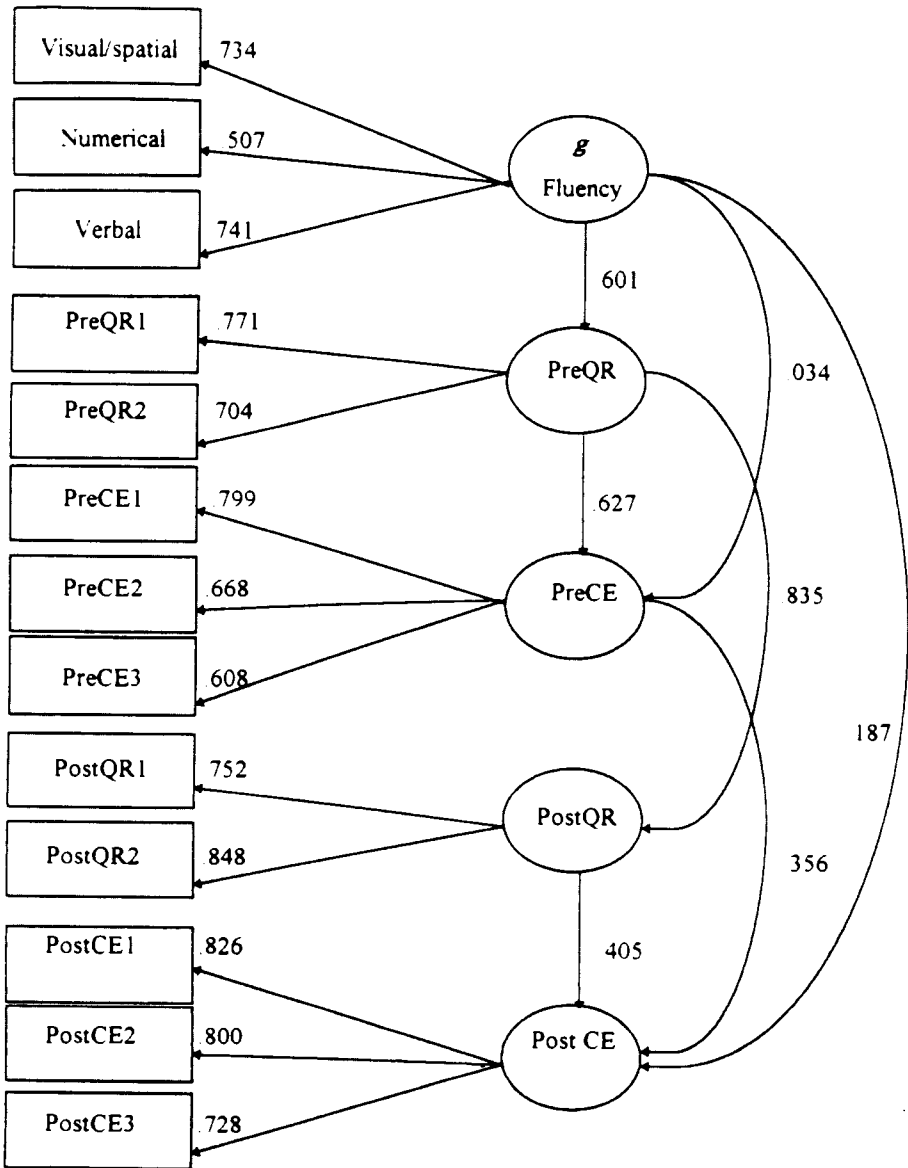 Visual/spatial
734
Numerical
507
Verbal
741
g
Fluency
601
PreQR1
.771
PreQR2
704
PreQR
034
PreCE1
.799
.627
PreCE2
.668
PreCE3
.608
PreCE
.835
187
PostQR1
.752
PostQR2
.848
PostQR
356
PostCE1
.826
405
PostCE2
.800
PostCE3
.728
Post CE